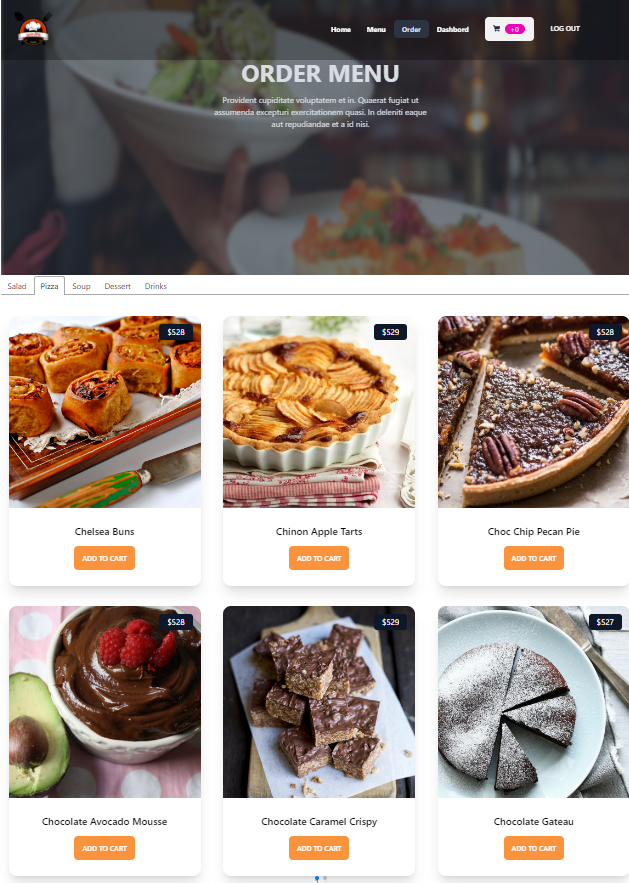 Home Menu Order Dashbord +0 LOG OUT
ORDER MENU
Provident cupiditate voluptatem et in. Quaerat fugiat ut
assumenda excepturi exercitationem quasi. In deleniti eaque
aut repudiandae et a id nisi.
Salad Pizza Soup Dessert Drinks
$528 $529 $528
Chelsea Buns Chinon Apple Tarts Choc Chip Pecan Pie
ADD TO CART ADD TO CART ADD TO CART
$528 $529 $527
Chocolate Avocado Mousse Chocolate Caramel Crispy Chocolate Gateau
ADD TO CART ADD TO CART ADD TO CART